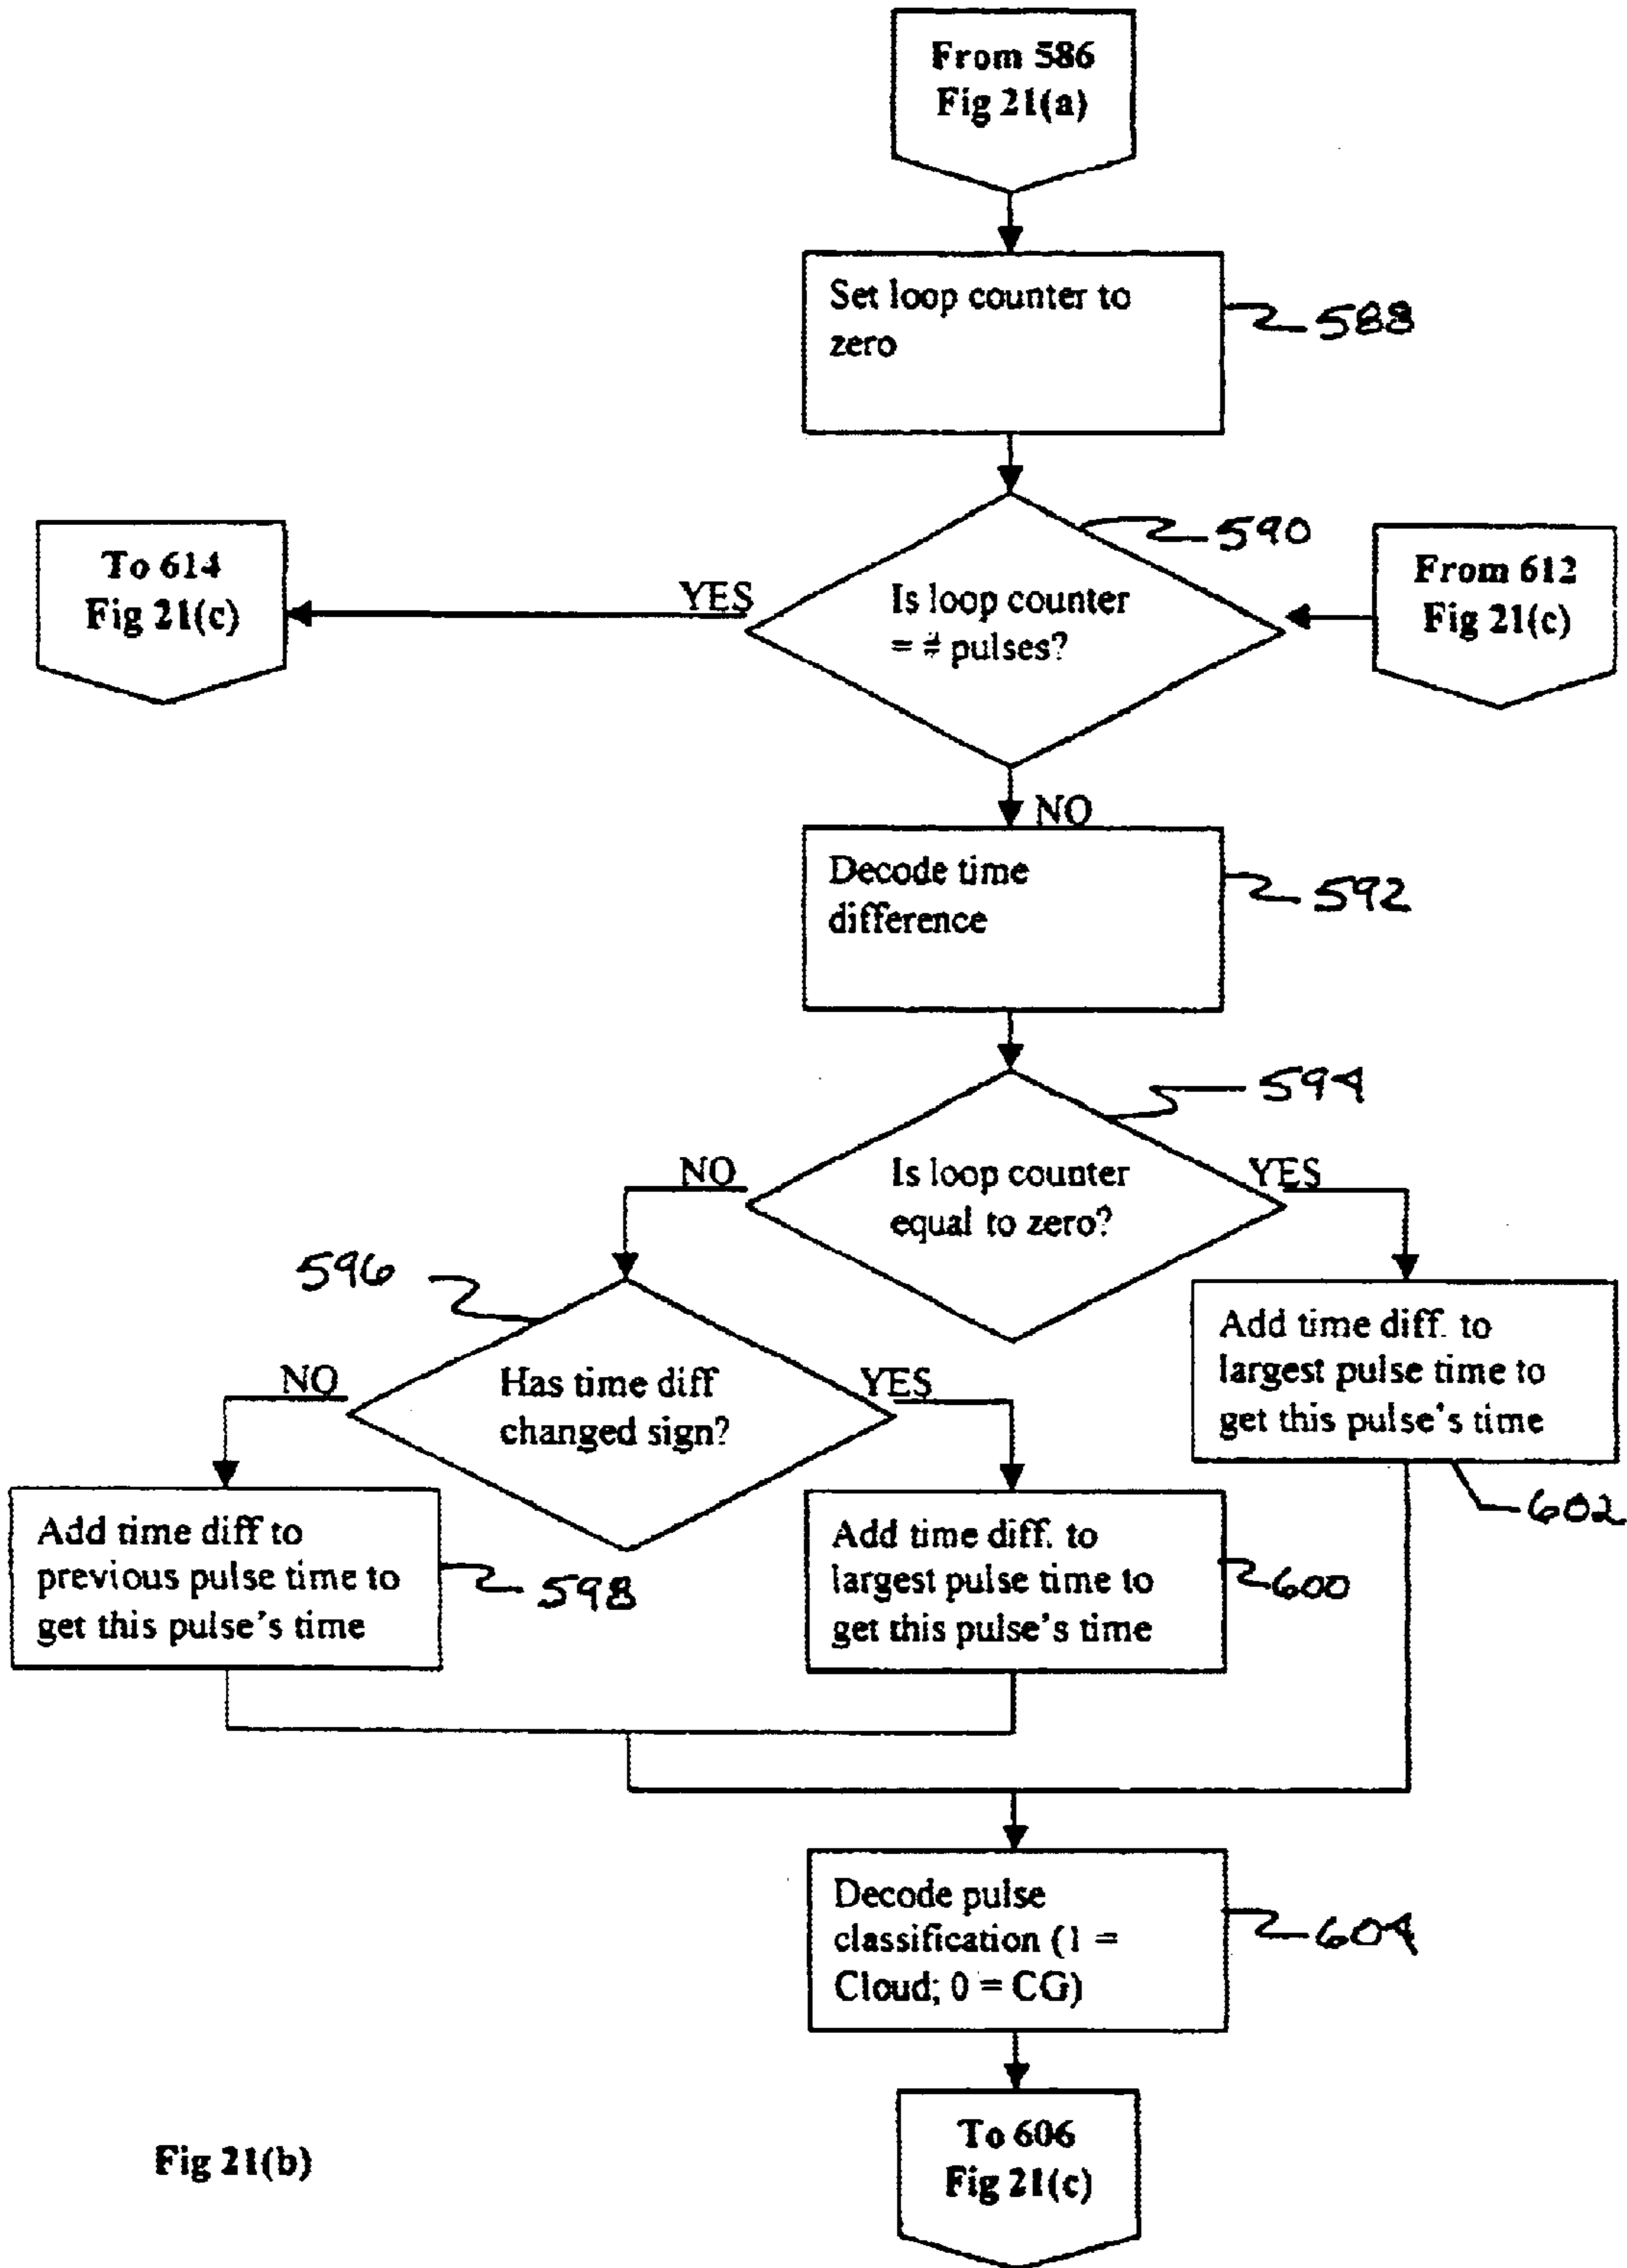 From 586
Fig 21(a)
Set loop counter to
zero
588
590
To 614
Fig 21(c)
YES
Is loop counter
= # pulses?
From 612
Fig 21(c)
NO
Decode time
difference
592
594
NO
Is loop counter
equal to zero?
YES
596
Add time diff. to
largest pulse time to
get this pulse's time
602
NO
Has time diff
changed sign?
YES
Add time diff to
previous pulse time to
get this pulse's time
598
Add time diff. to
largest pulse time to
get this pulse's time
600
Decode pulse
classification (1 =
Cloud; 0 = CG)
604
To 606
Fig 21(c)
Fig 21(b)